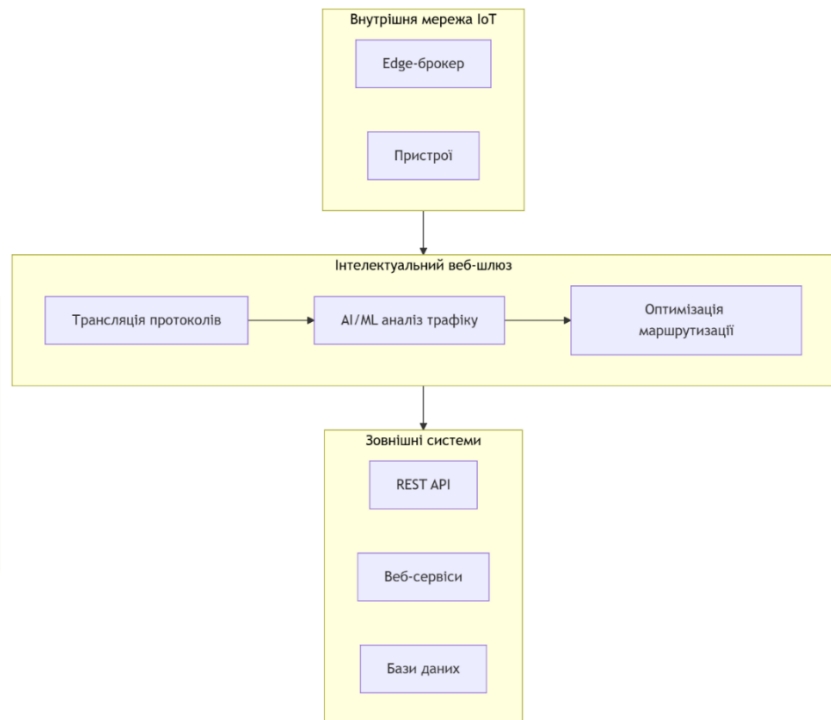 Внутрішня мережа IoT
Edge-брокер
Пристрої
Інтелектуальний веб-шлюз
Трансляція протоколів
AI/ML аналіз трафіку
Оптимізація
маршрутизації
Зовнішні системи
REST API
Веб-сервіси
Бази даних